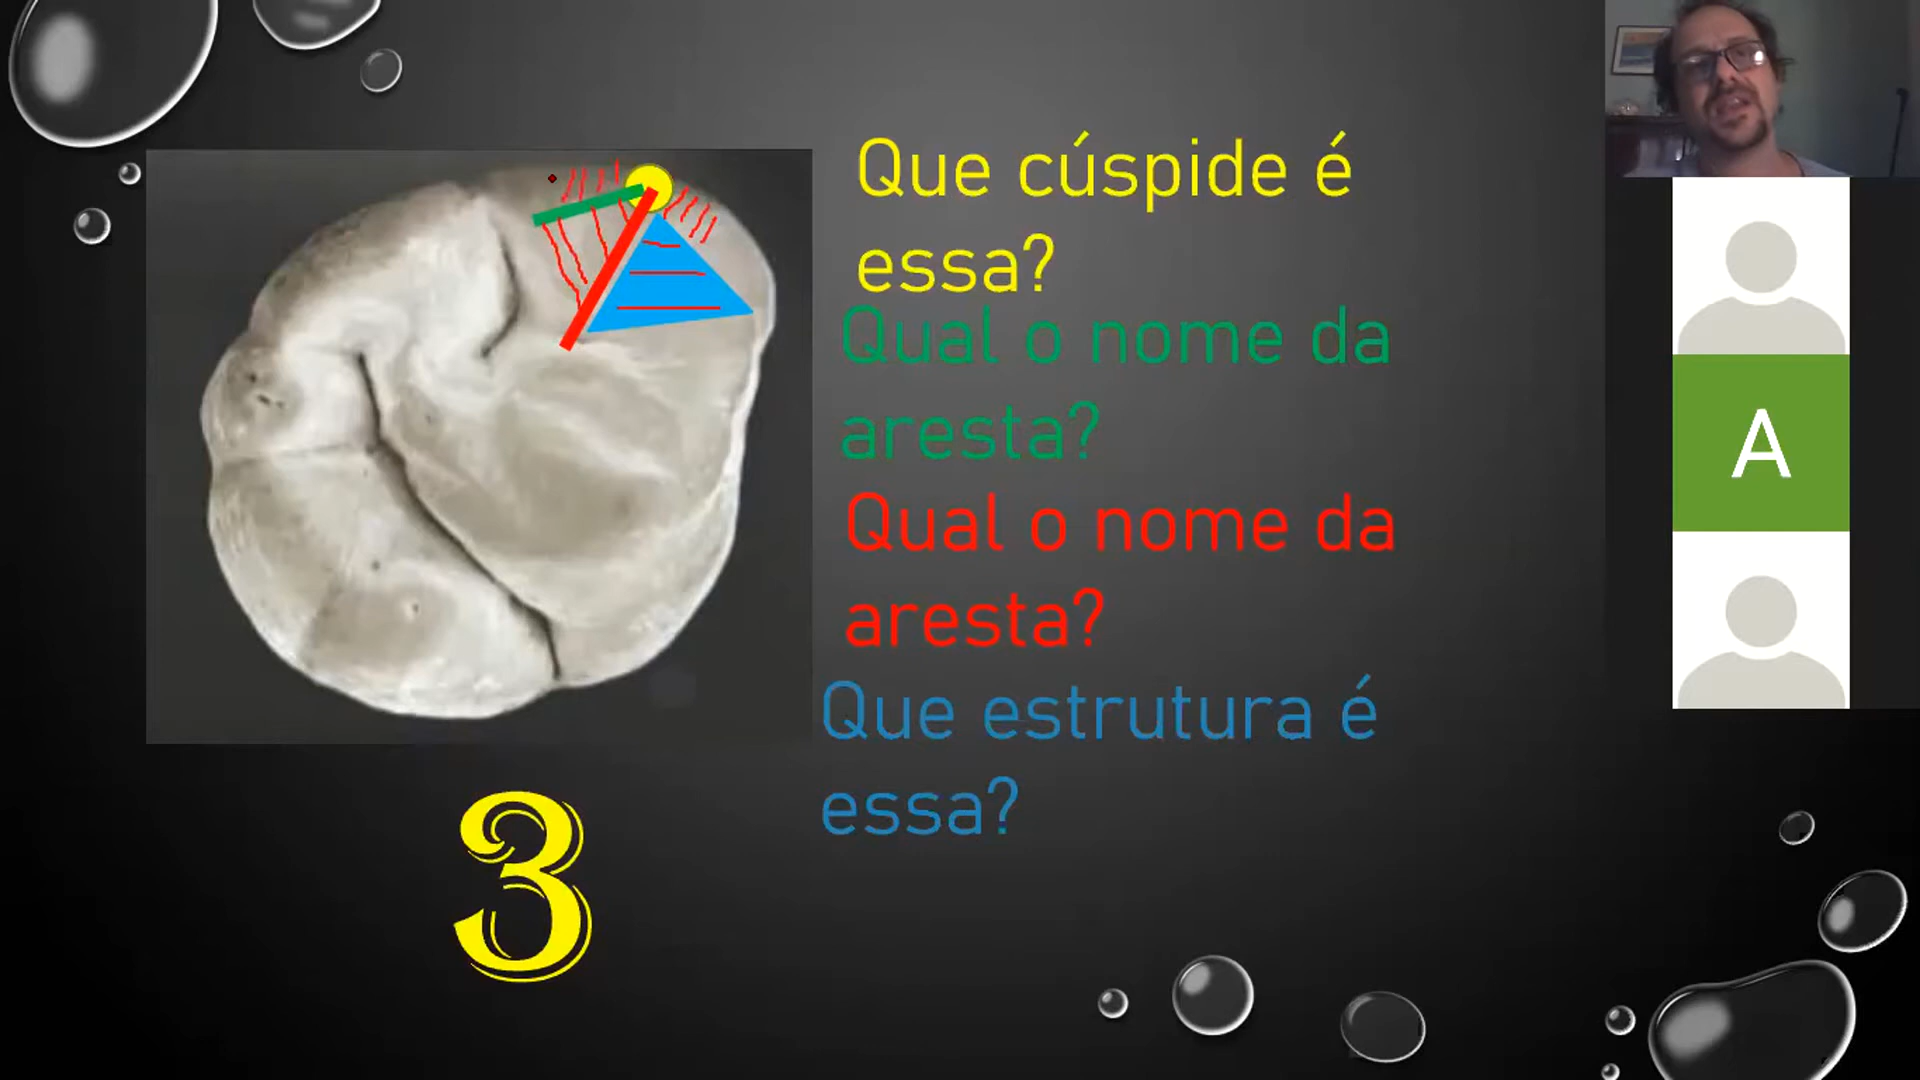 Que cúspide é
essa?
Qual o nome da
aresta?
Qual o nome da
aresta?
Que estrutura é
essa?
3
A